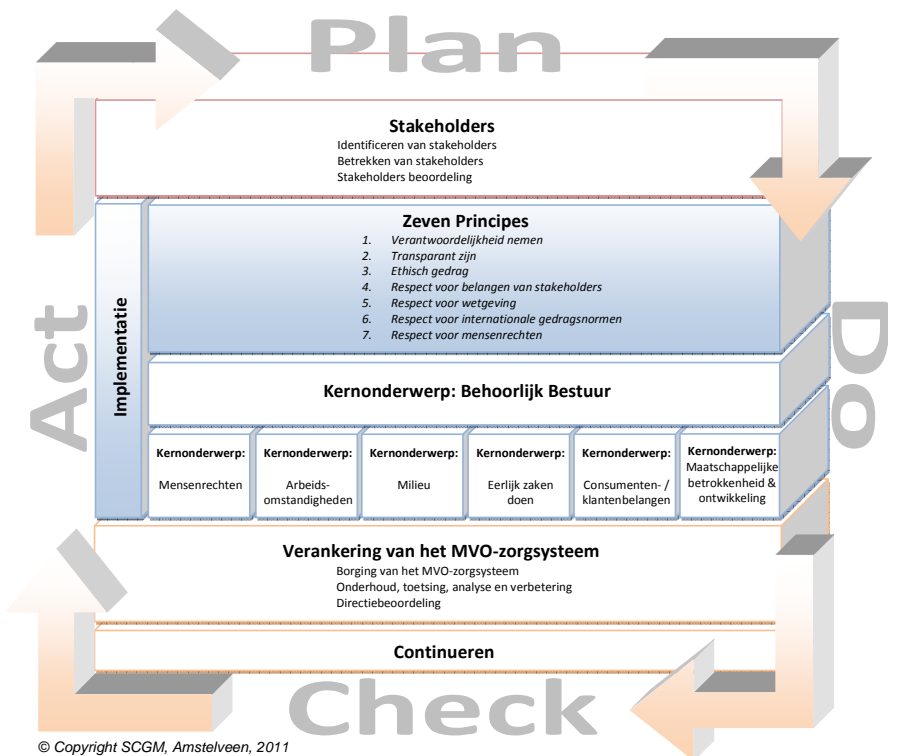 Plan
Stakeholders
Identificeren van stakeholders
Betrekken van stakeholders
Stakeholders beoordeling
Zeven Principes
1. Verantwoordelijkheid nemen
2. Transparant zijn
3. Ethisch gedrag
4. Respect voor belangen van stakeholders
5. Respect voor wetgeving
6. Respect voor internationale gedragsnormen
7. Respect voor mensenrechten
Act
Implementatie
Do
Kernonderwerp: Behoorlijk Bestuur
Kernonderwerp:
Mensenrechten
Kernonderwerp:
Arbeids-
omstandigheden
Kernonderwerp:
Milieu
Kernonderwerp:
Eerlijk zaken
doen
Kernonderwerp:
Consumenten- /
klantenbelangen
Kernonderwerp:
Maatschappelijke
betrokkenheid &
ontwikkeling
Verankering van het MVO-zorgsysteem
Borging van het MVO-zorgsysteem
Onderhoud, toetsing, analyse en verbetering
Directiebeoordeling
Continueren
Check
© Copyright SCGM, Amstelveen, 2011